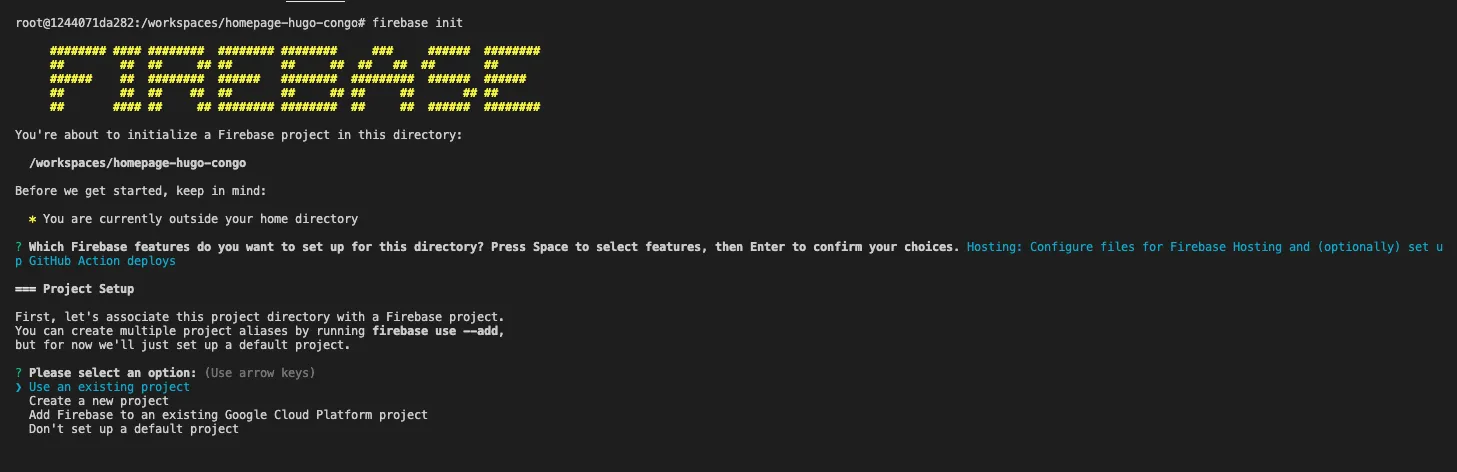 root@1244071da282:/workspaces/homepage-hugo-congo# firebase init
######## #### ########  ######## ########     ###     ######  ########
##        ##  ##     ## ##       ##     ##  ##   ##  ##       ##
######    ##  ########  ######   ########  #########  ######  ######
##        ##  ##    ##  ##       ##     ## ##     ##       ## ##
##       #### ##     ## ######## ########  ##     ##  ######  ########
You're about to initialize a Firebase project in this directory:
/workspaces/homepage-hugo-congo
Before we get started, keep in mind:
* You are currently outside your home directory
? Which Firebase features do you want to set up for this directory? Press Space to select features, then Enter to confirm your choices. Hosting: Configure files for Firebase Hosting and (optionally) set u
p GitHub Action deploys
=== Project Setup
First, let's associate this project directory with a Firebase project.
You can create multiple project aliases by running firebase use --add,
but for now we'll just set up a default project.
? Please select an option: (Use arrow keys)
❯ Use an existing project
Create a new project
Add Firebase to an existing Google Cloud Platform project
Don't set up a default project